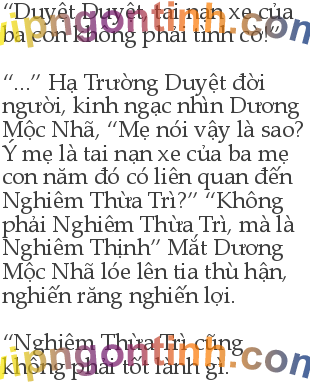 “Duyệt Duyệt, tai nạn xe của
ba con không phải tình cờ!”
“...” Hạ Trường Duyệt đời
người, kinh ngạc nhìn Dương
Mộc Nhã, “Mẹ nói vậy là sao?
Ý mẹ là tai nạn xe của ba mẹ
con năm đó có liên quan đến
Nghiêm Thừa Trì?” “Không
phải Nghiêm Thừa Trì, mà là
Nghiêm Thịnh” Mắt Dương
Mộc Nhã lóe lên tia thù hận,
nghiến răng nghiến lợi.
“Nghiêm Thừa Trì cũng
không phải tốt lành gì.